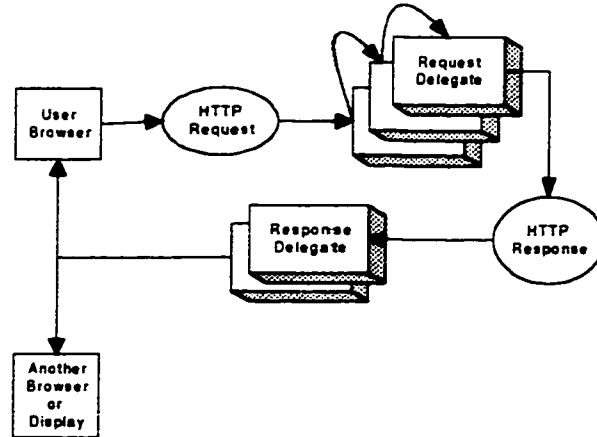 Request
Delegate
User
Browser
HTTP
Request
Response
Delegate
HTTP
Response
Another
Browser
or
Display